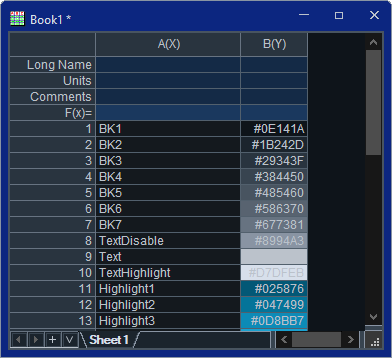 Book1 *
A(X) B(Y)
Long Name
Units
Comments
F(x)=
1 BK1 #0E141A
2 BK2 #1B242D
3 BK3 #29343F
4 BK4 #384450
5 BK5 #485460
6 BK6 #586370
7 BK7 #677381
8 TextDisable #8994A3
9 Text
10 TextHighlight #D7DFEB
11 Highlight1 #025876
12 Highlight2 #047499
13 Highlight3 #0D8BB7
Sheet1